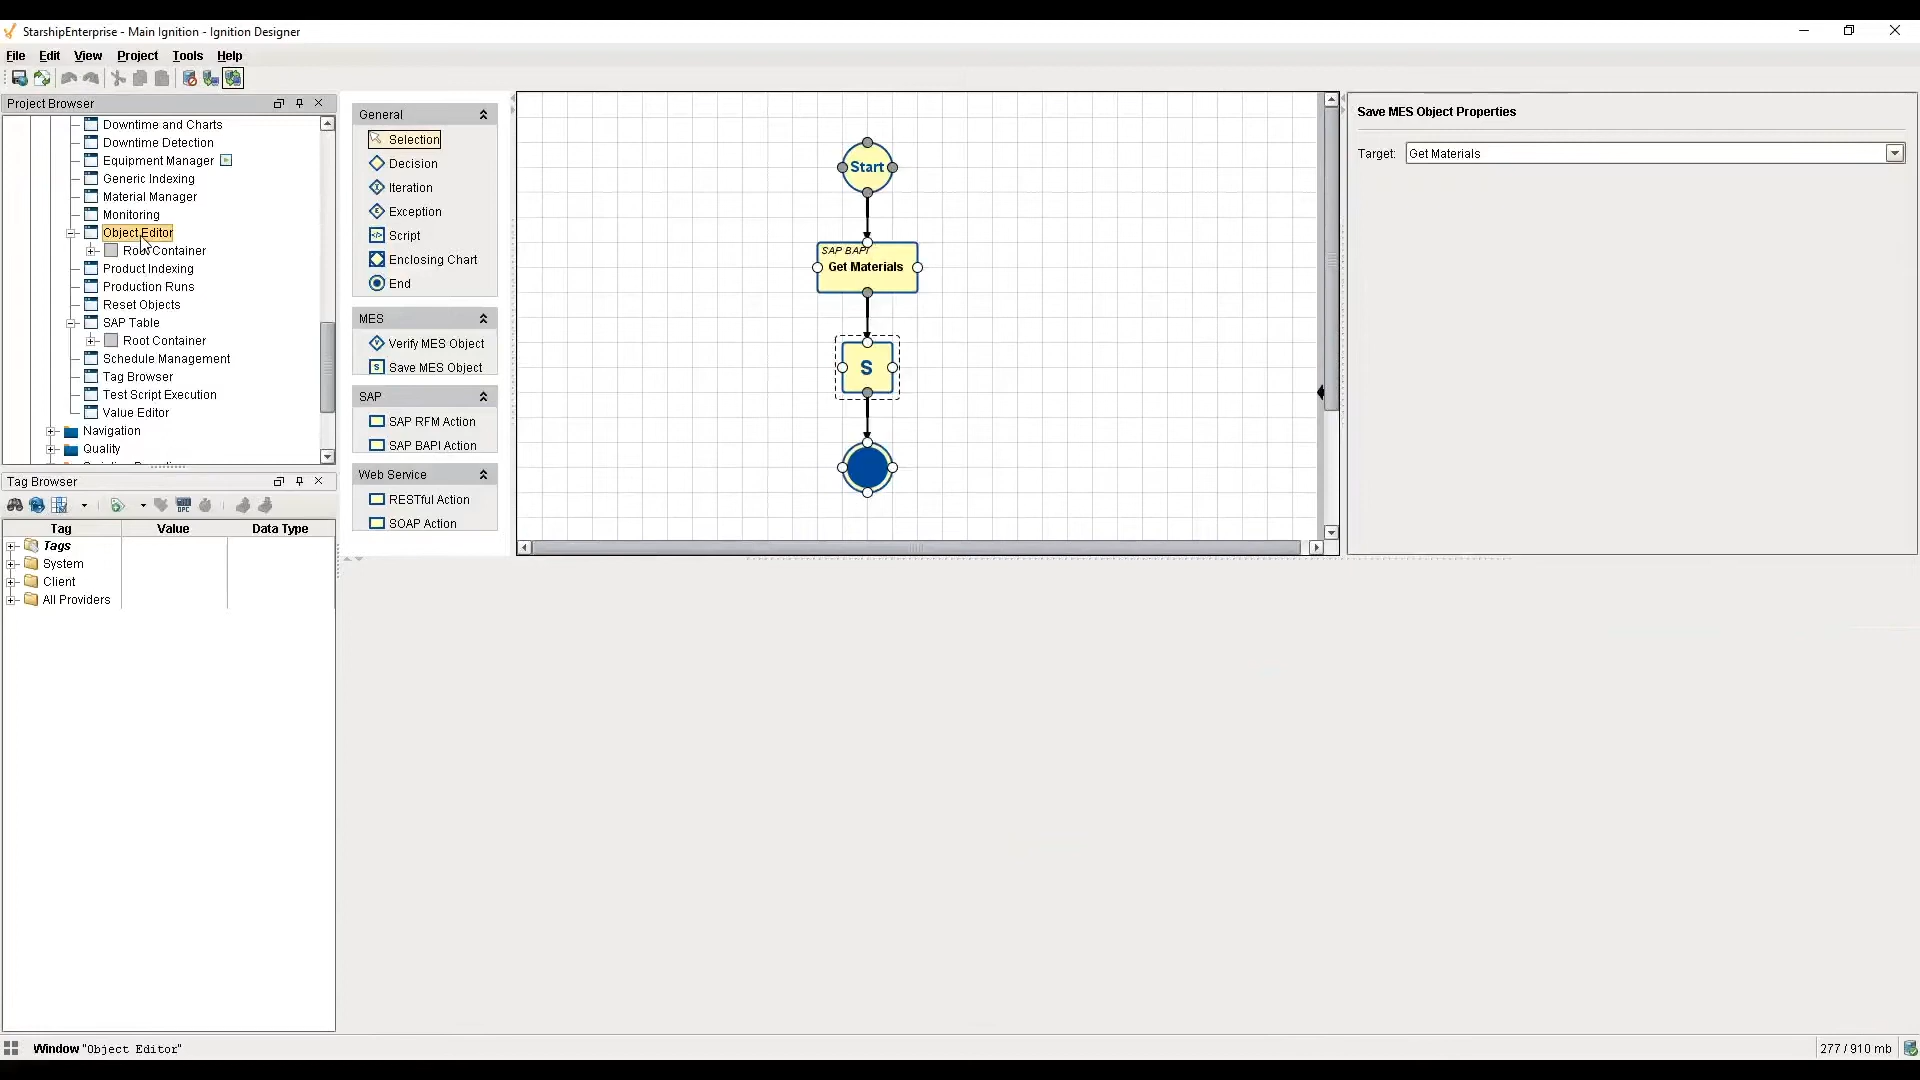 StarshipEnterprise - Main Ignition - Ignition Designer
File Edit View Project Tools Help
Project Browser
Downtime and Charts
Downtime Detection
Equipment Manager
Generic Indexing
Material Manager
Monitoring
Object Editor
Root Container
Product Indexing
Production Runs
Reset Objects
SAP Table
Root Container
Schedule Management
Tag Browser
Test Script Execution
Value Editor
Navigation
Quality
Tag Browser
OPC
Tag Value Data Type
Tags
System
Client
All Providers
General
Selection
Decision
Iteration
Exception
Script
Enclosing Chart
End
MES
Verify MES Object
Save MES Object
SAP
SAP RFM Action
SAP BAPI Action
Web Service
RESTful Action
SOAP Action
Start
SAP BAPI
Get Materials
S
Save MES Object Properties
Target: Get Materials
Window "Object Editor"
277 / 910 mb